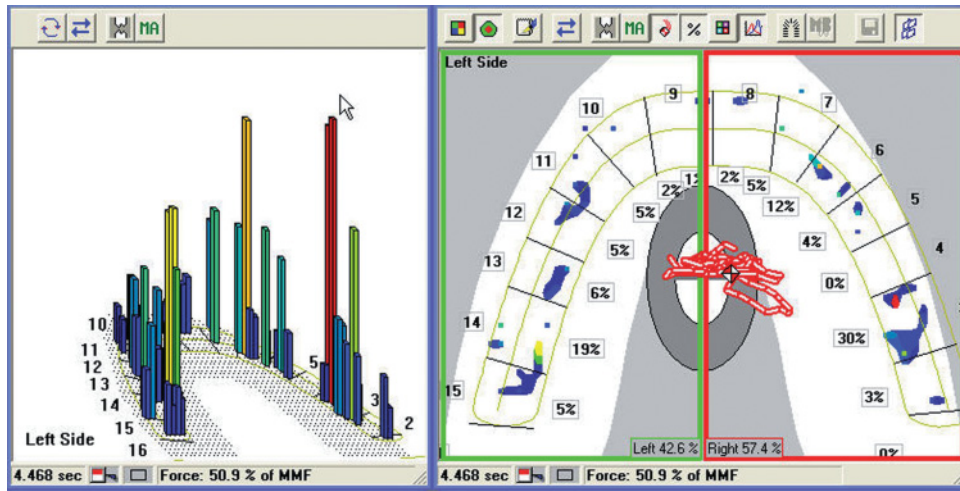 MA
10
11
12
13
14
15
16
5
3
2
Left Side
4.468 sec Force: 50.9 % of MMF
% MA MB
Left Side
9 8
10 7
11 6
12 5
13 4
14
15
2% 1% 2% 5%
5% 12%
5% 4%
6% 0%
19% 30%
5% 3%
0%
Left 42.6 % Right 57.4 %
4.468 sec Force: 50.9 % of MMF